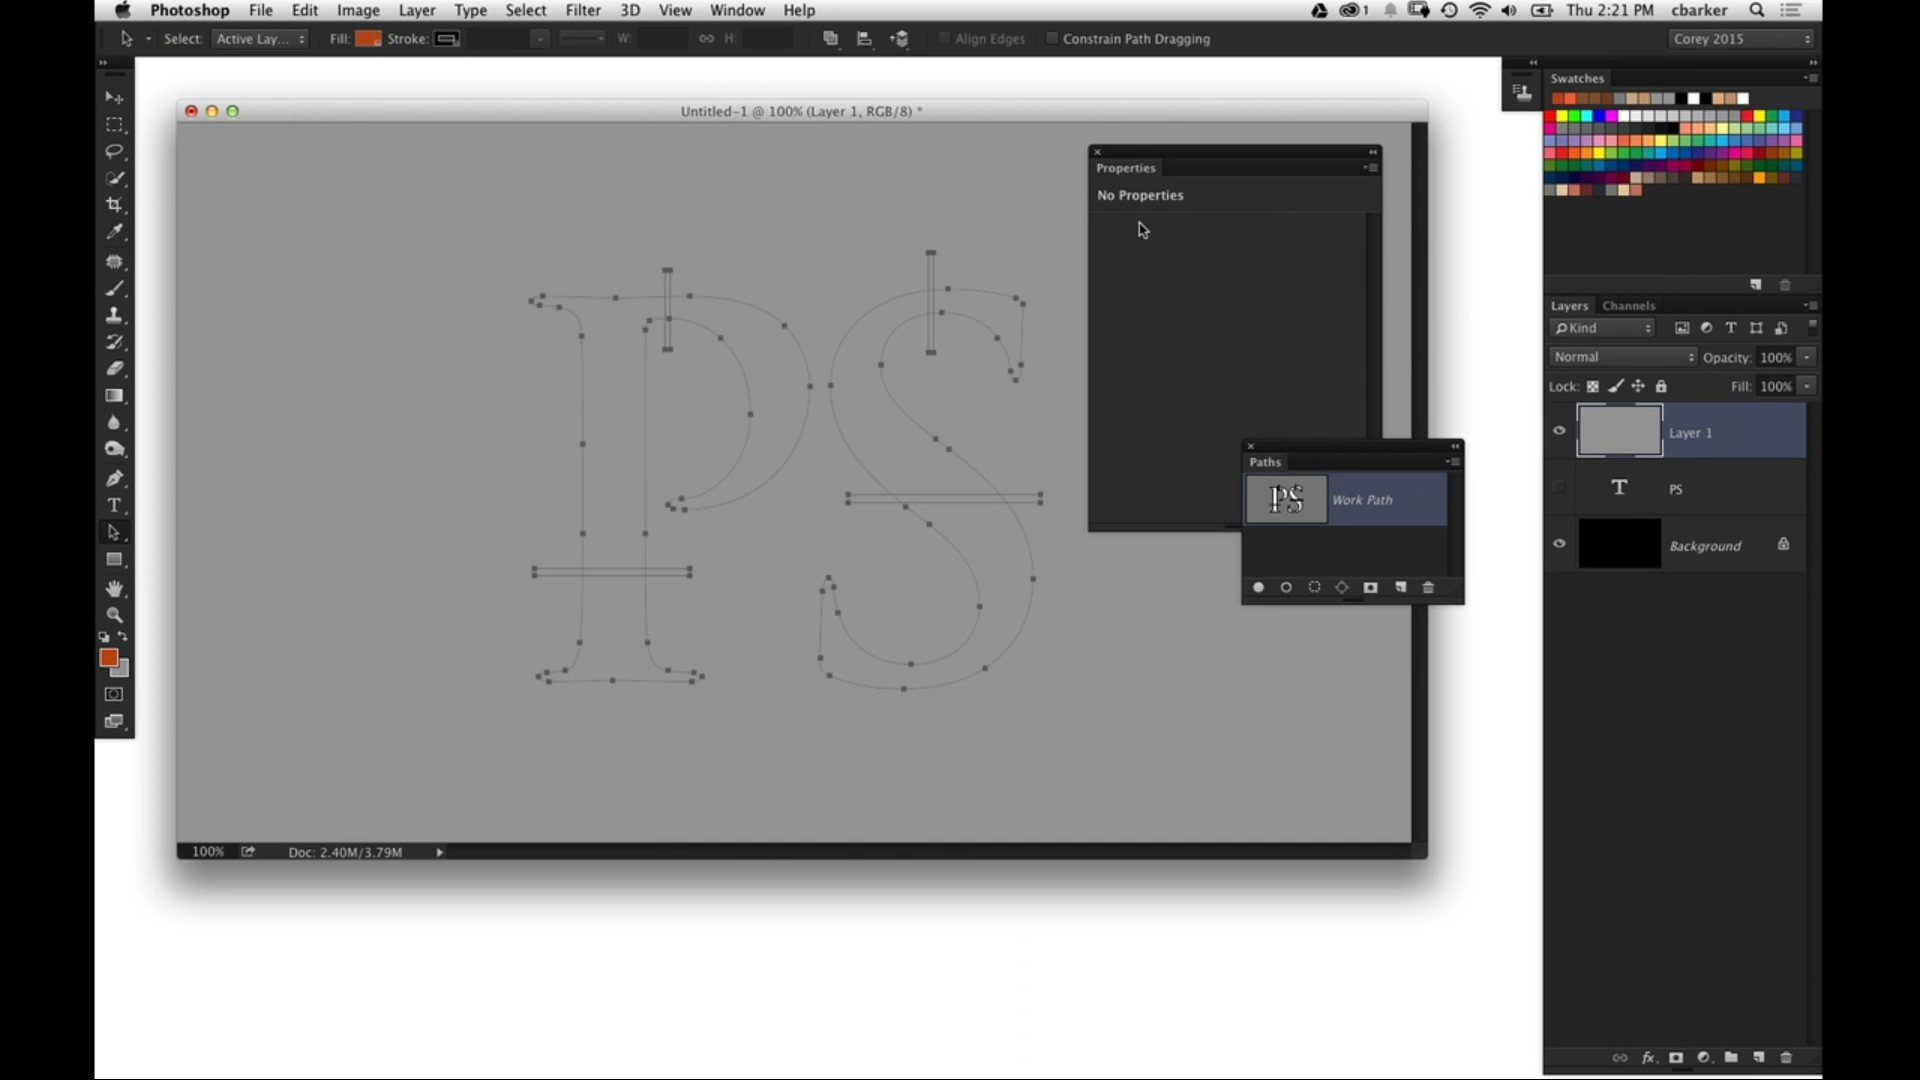 Photoshop File Edit Image Layer Type Select Filter 3D View Window Help 1 Thu 2:21 PM cbarker
Select: Active Lay... Fill: Stroke: W: H: Align Edges Constrain Path Dragging Corey 2015
Swatches
Untitled-1 @ 100% (Layer 1, RGB/8) *
Properties
No Properties
Layers Channels
Kind
Normal Opacity: 100%
Lock: Fill: 100%
Layer 1
Paths
Work Path
PS
PS
Background
100% Doc: 2.40M/3.79M
fx